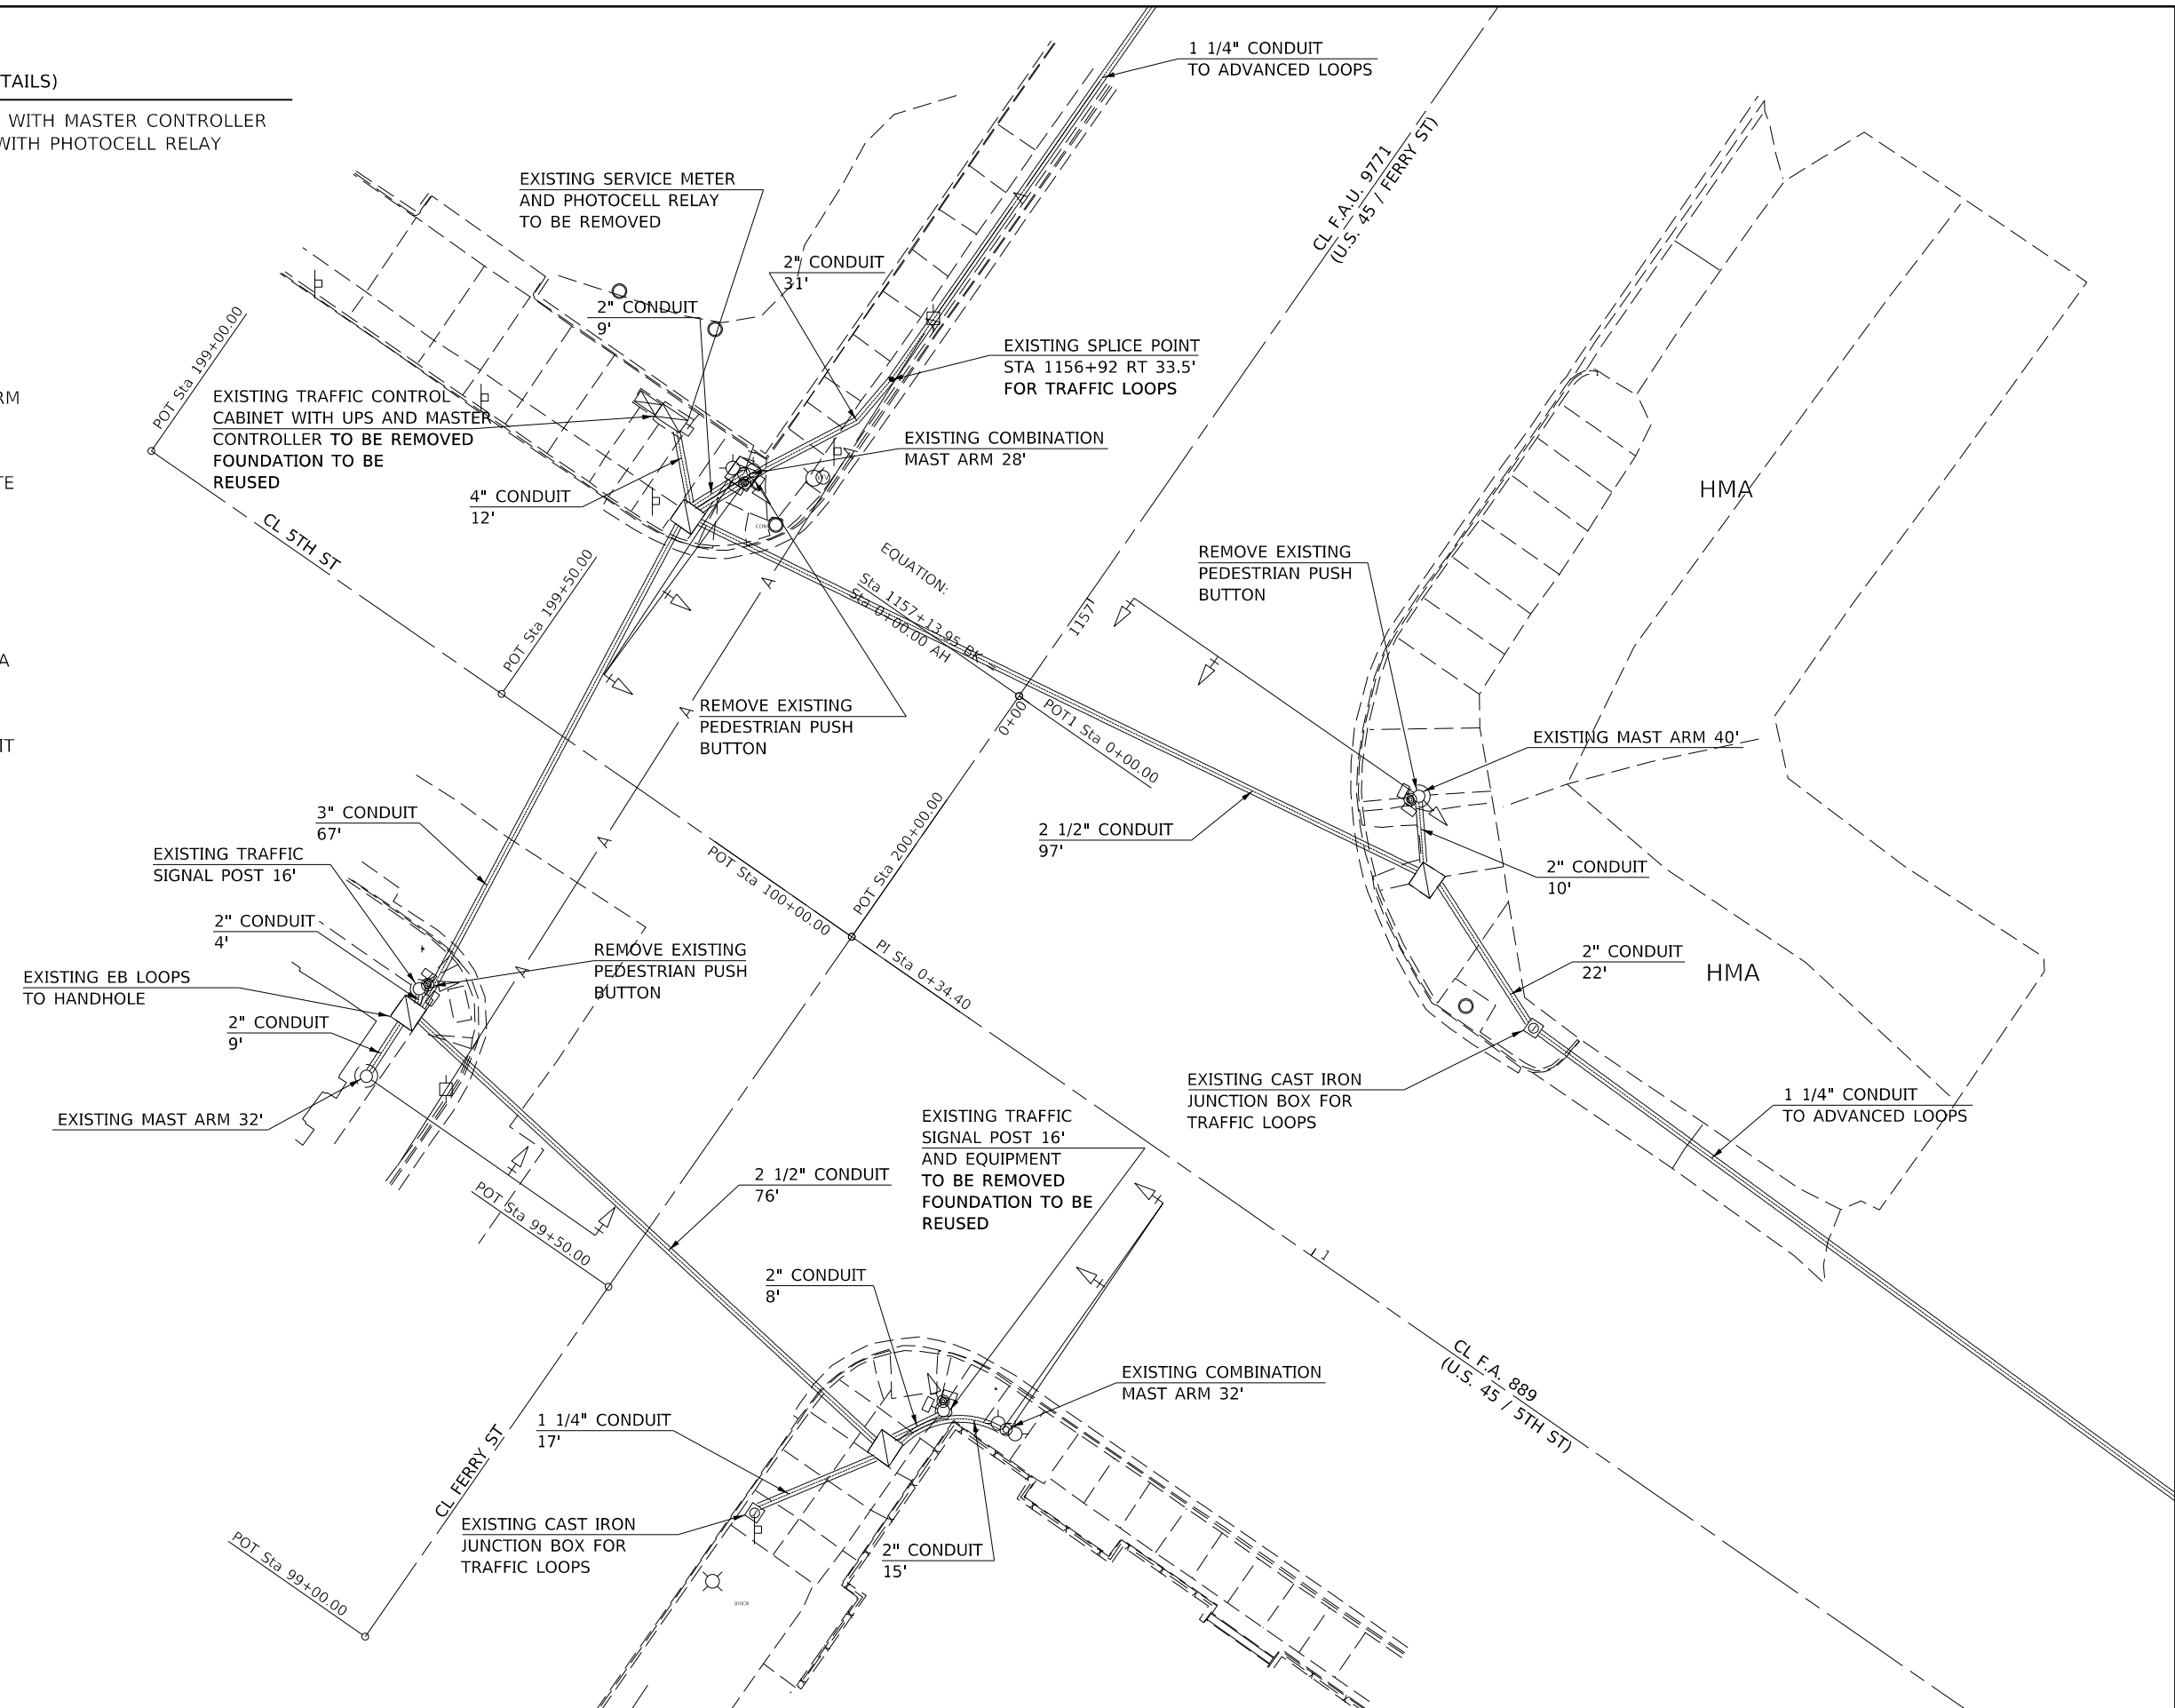 TAILS)
WITH MASTER CONTROLLER
WITH PHOTOCELL RELAY
RM
TE
A
IT
1 1/4" CONDUIT
TO ADVANCED LOOPS
CL F.A.U. 9771
(U.S. 45 / FERRY ST)
EXISTING SERVICE METER
AND PHOTOCELL RELAY
TO BE REMOVED
2" CONDUIT
31'
2" CONDUIT
9'
EXISTING SPLICE POINT
STA 1156+92 RT 33.5'
FOR TRAFFIC LOOPS
POT Sta 199+00.00
EXISTING TRAFFIC CONTROL
CABINET WITH UPS AND MASTER
CONTROLLER TO BE REMOVED
FOUNDATION TO BE
REUSED
EXISTING COMBINATION
MAST ARM 28'
4" CONDUIT
12'
CL 5TH ST
HMA
POT Sta 199+50.00
EQUATION:
Sta 1157+13.95 BK =
Sta 0+00.00 AH
1157
REMOVE EXISTING
PEDESTRIAN PUSH
BUTTON
A
A
A
A
A
REMOVE EXISTING
PEDESTRIAN PUSH
BUTTON
0+00
POT1 Sta 0+00.00
EXISTING MAST ARM 40'
3" CONDUIT
67'
2 1/2" CONDUIT
97'
EXISTING TRAFFIC
SIGNAL POST 16'
POT Sta 100+00.00
POT Sta 200+00.00
2" CONDUIT
10'
2" CONDUIT
4'
REMOVE EXISTING
PEDESTRIAN PUSH
BUTTON
PI Sta 0+34.40
2" CONDUIT
22'
HMA
EXISTING EB LOOPS
TO HANDHOLE
2" CONDUIT
9'
EXISTING MAST ARM 32'
EXISTING CAST IRON
JUNCTION BOX FOR
TRAFFIC LOOPS
1 1/4" CONDUIT
TO ADVANCED LOOPS
EXISTING TRAFFIC
SIGNAL POST 16'
AND EQUIPMENT
TO BE REMOVED
FOUNDATION TO BE
REUSED
2 1/2" CONDUIT
76'
POT Sta 99+50.00
1
2" CONDUIT
8'
CL F.A. 889
(U.S. 45 / 5TH ST)
EXISTING COMBINATION
MAST ARM 32'
1 1/4" CONDUIT
17'
CL FERRY ST
EXISTING CAST IRON
JUNCTION BOX FOR
TRAFFIC LOOPS
2" CONDUIT
15'
POT Sta 99+00.00
BRICK